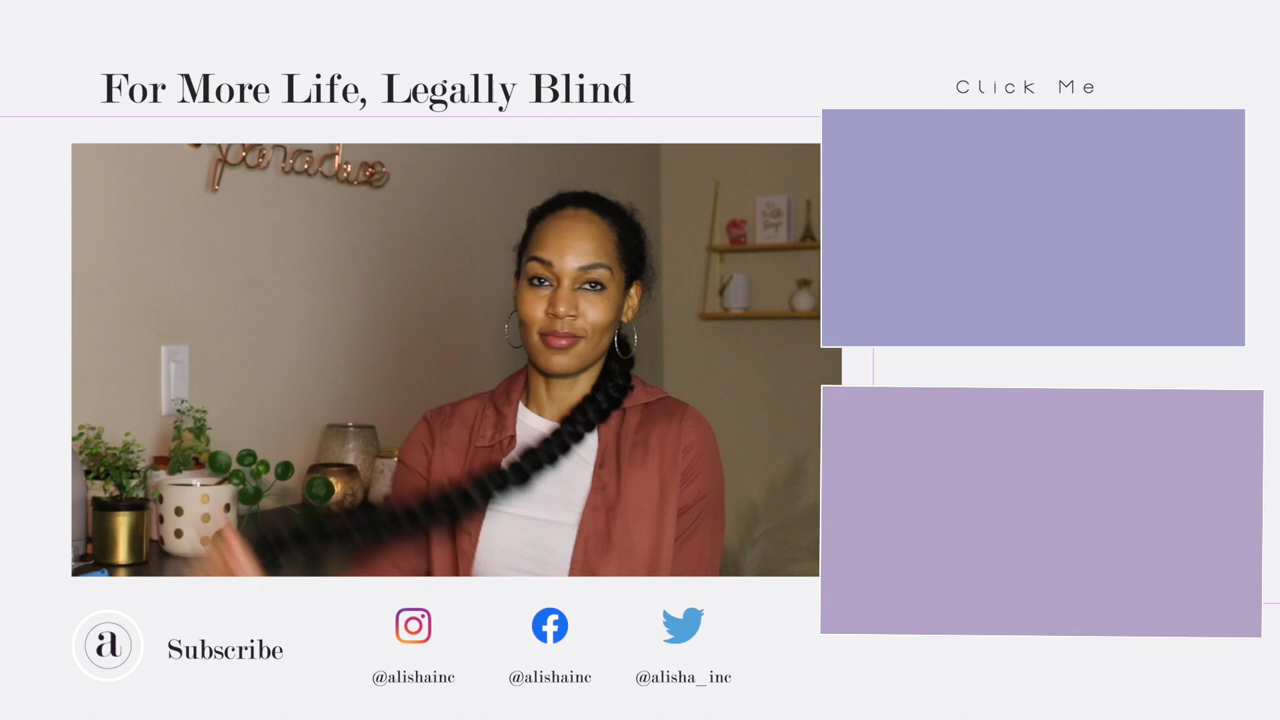 For More Life, Legally Blind
Click Me
paradise
a
Subscribe
@alishainc
@alishainc
@alisha_inc